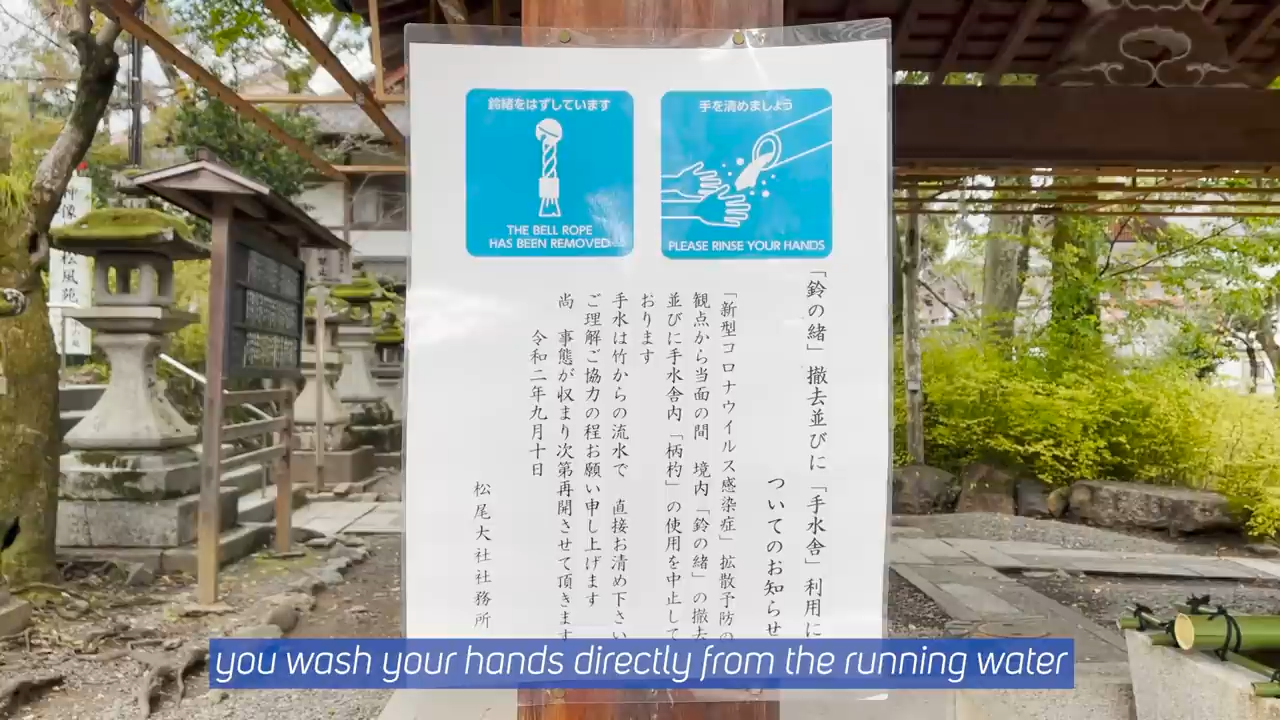 鈴緒をはずしています
THE BELL ROPE
HAS BEEN REMOVED
手を清めましょう
PLEASE RINSE YOUR HANDS
「鈴の緒」撤去並びに「手水舎」利用に
ついてのお知らせ
「新型コロナウイルス感染症」拡散予防の
観点から当面の間 境内「鈴の緒」の撤去
並びに手水舎内「柄杓」の使用を中止して
おります
手水は竹からの流水で 直接お清め下さい
ご理解ご協力の程お願い申し上げます
尚 事態が収まり次第再開させて頂きます
令和二年九月十日
松尾大社社務所
松風苑
you wash your hands directly from the running water